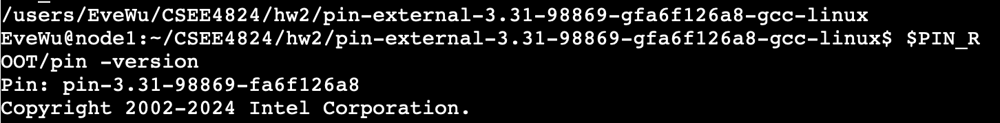 /users/EveWu/CSEE4824/hw2/pin-external-3.31-98869-gfa6f126a8-gcc-linux
EveWu@node1:~/CSEE4824/hw2/pin-external-3.31-98869-gfa6f126a8-gcc-linux$ $PIN_R
OOT/pin -version
Pin: pin-3.31-98869-fa6f126a8
Copyright 2002-2024 Intel Corporation.